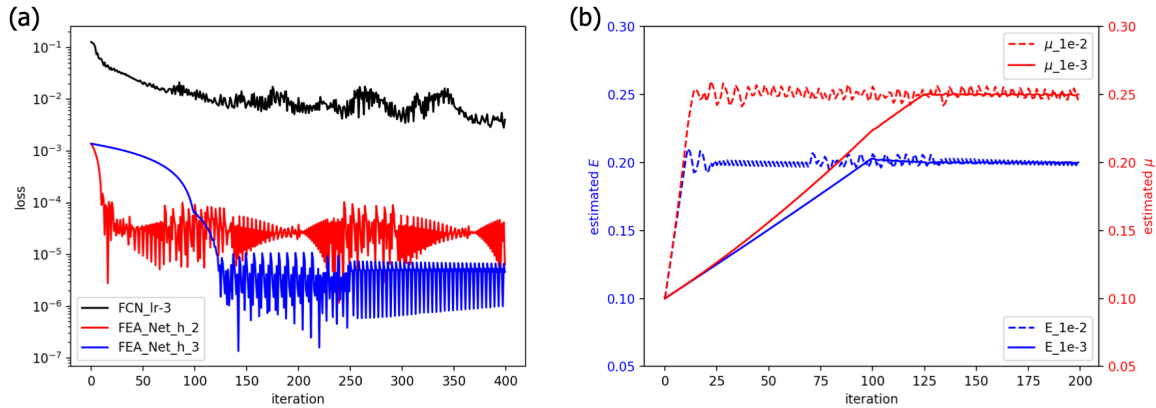 (a)
loss
10⁻¹
10⁻²
10⁻³
10⁻⁴
10⁻⁵
10⁻⁶
10⁻⁷
FCN_lr-3
FEA_Net_h_2
FEA_Net_h_3
0 50 100 150 200 250 300 350 400
iteration
(b)
estimated E
0.30
0.25
0.20
0.15
0.10
0.05
μ_1e-2
μ_1e-3
E_1e-2
E_1e-3
0 25 50 75 100 125 150 175 200
iteration
0.30
0.25
0.20
0.15
0.10
0.05
estimated μ